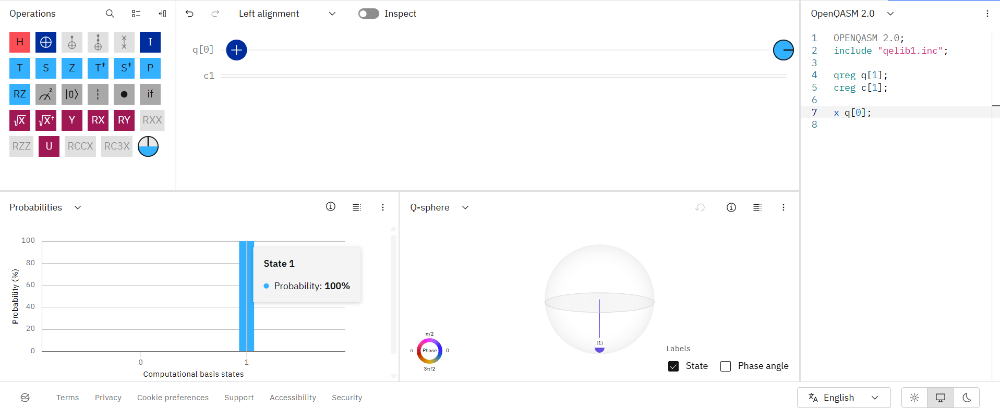 Operations
Left alignment
Inspect
OpenQASM 2.0
H I
T S Z T† S† P
RZ z |0⟩ if
√X √X† Y RX RY RXX
RZZ U RCCX RC3X
q[0]
c1
1 OPENQASM 2.0;
2 include "qelib1.inc";
3
4 qreg q[1];
5 creg c[1];
6
7 x q[0];
8
Probabilities
Probability (%)
100
80
60
40
20
0
0 1
Computational basis states
State 1
Probability: 100%
Q-sphere
|1⟩
π/2
π Phase 0
3π/2
Labels
State Phase angle
Terms Privacy Cookie preferences Support Accessibility Security
English